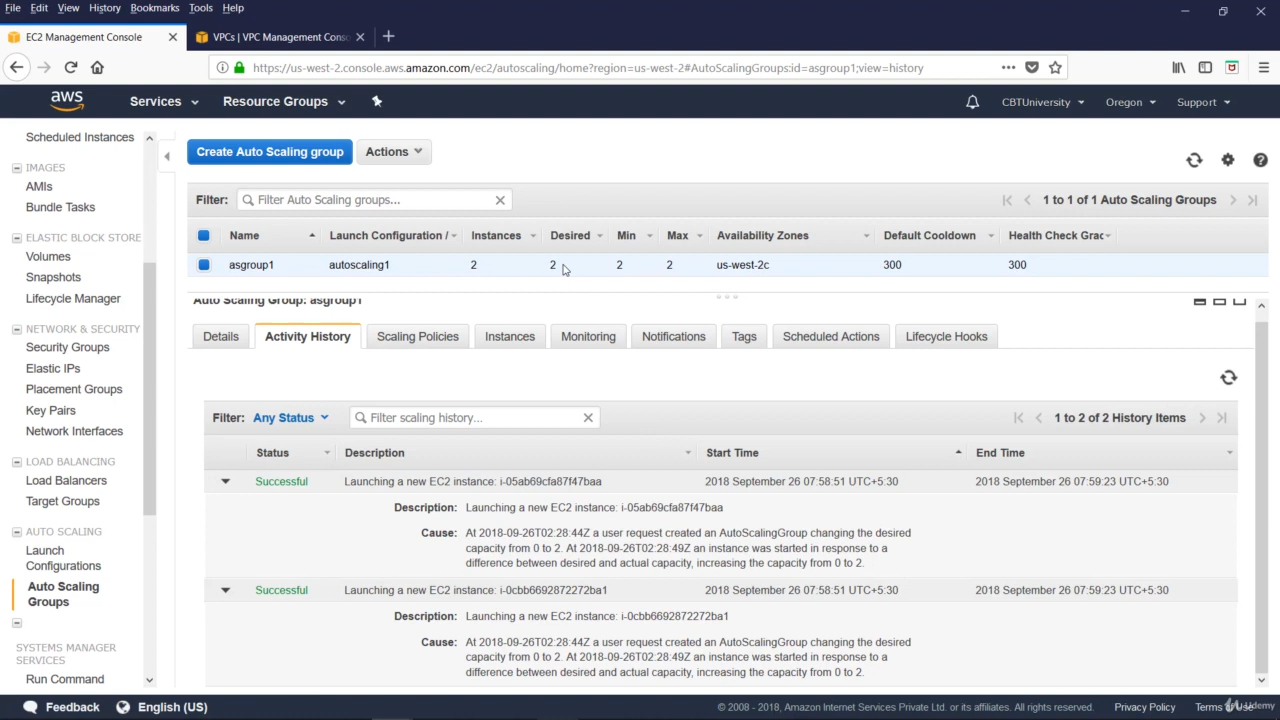 File Edit View History Bookmarks Tools Help
EC2 Management Console
VPCs | VPC Management Conso
https://us-west-2.console.aws.amazon.com/ec2/autoscaling/home?region=us-west-2#AutoScalingGroups:id=asgroup1;view=history
aws Services Resource Groups CBTUniversity Oregon Support
Scheduled Instances
IMAGES
AMIs
Bundle Tasks
ELASTIC BLOCK STORE
Volumes
Snapshots
Lifecycle Manager
NETWORK & SECURITY
Security Groups
Elastic IPs
Placement Groups
Key Pairs
Network Interfaces
LOAD BALANCING
Load Balancers
Target Groups
AUTO SCALING
Launch
Configurations
Auto Scaling
Groups
SYSTEMS MANAGER
SERVICES
Run Command
Create Auto Scaling group Actions
Filter: Filter Auto Scaling groups... 1 to 1 of 1 Auto Scaling Groups
Name Launch Configuration / Instances Desired Min Max Availability Zones Default Cooldown Health Check Grac
asgroup1 autoscaling1 2 2 2 2 us-west-2c 300 300
Auto Scaling Group: asgroup1
Details Activity History Scaling Policies Instances Monitoring Notifications Tags Scheduled Actions Lifecycle Hooks
Filter: Any Status Filter scaling history... 1 to 2 of 2 History Items
Status Description Start Time End Time
Successful Launching a new EC2 instance: i-05ab69cfa87f47baa 2018 September 26 07:58:51 UTC+5:30 2018 September 26 07:59:23 UTC+5:30
Description: Launching a new EC2 instance: i-05ab69cfa87f47baa
Cause: At 2018-09-26T02:28:44Z a user request created an AutoScalingGroup changing the desired
capacity from 0 to 2. At 2018-09-26T02:28:49Z an instance was started in response to a
difference between desired and actual capacity, increasing the capacity from 0 to 2.
Successful Launching a new EC2 instance: i-0cbb6692872272ba1 2018 September 26 07:58:51 UTC+5:30 2018 September 26 07:59:23 UTC+5:30
Description: Launching a new EC2 instance: i-0cbb6692872272ba1
Cause: At 2018-09-26T02:28:44Z a user request created an AutoScalingGroup changing the desired
capacity from 0 to 2. At 2018-09-26T02:28:49Z an instance was started in response to a
difference between desired and actual capacity, increasing the capacity from 0 to 2.
Feedback English (US) © 2008 - 2018, Amazon Internet Services Private Ltd. or its affiliates. All rights reserved. Privacy Policy Terms of Use
Udemy